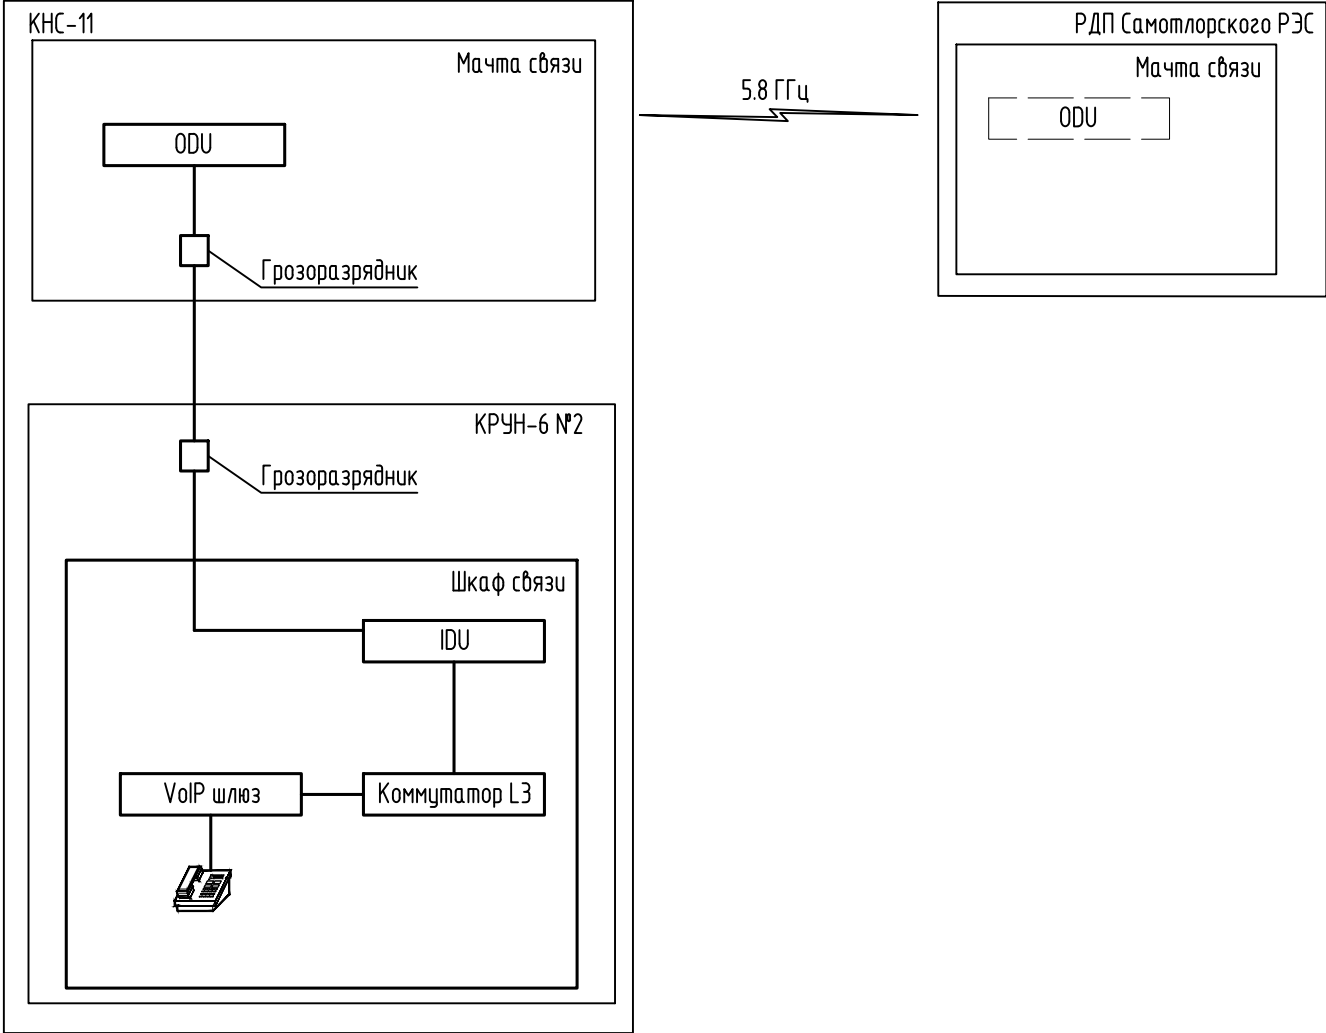 КНС-11
Мачта связи
ODU
Грозоразрядник
5.8 ГГц
РДП Самотлорского РЭС
Мачта связи
ODU
КРУН-6 №2
Грозоразрядник
Шкаф связи
IDU
VoIP шлюз
Коммутатор L3